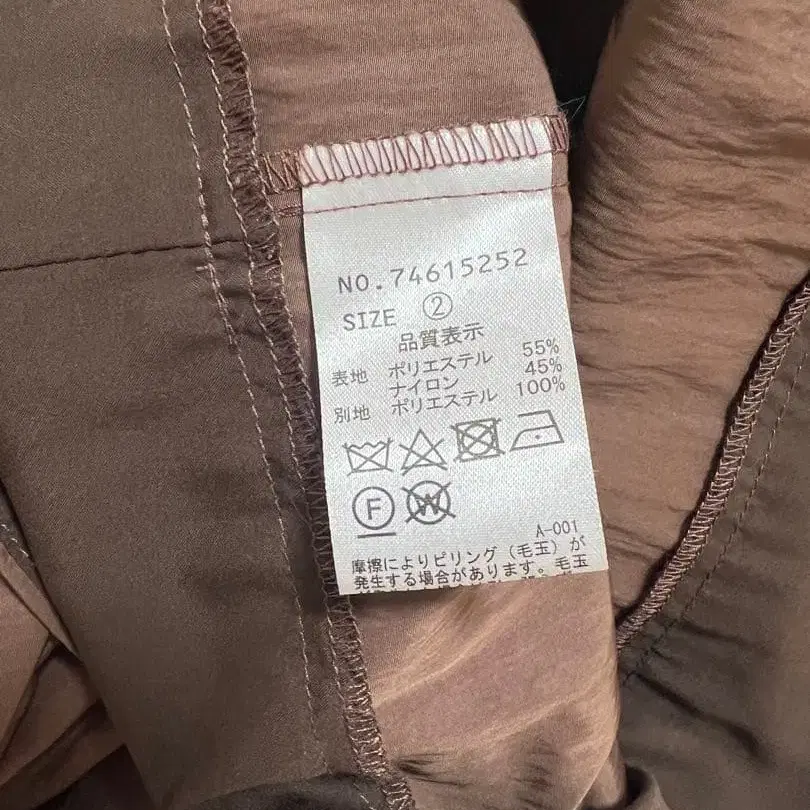 NO.74615252
SIZE ②
品質表示
表地 ポリエステル 55%
ナイロン 45%
別地 ポリエステル 100%
F W
A-001
摩擦によりピリング(毛玉)が
発生する場合があります。毛玉